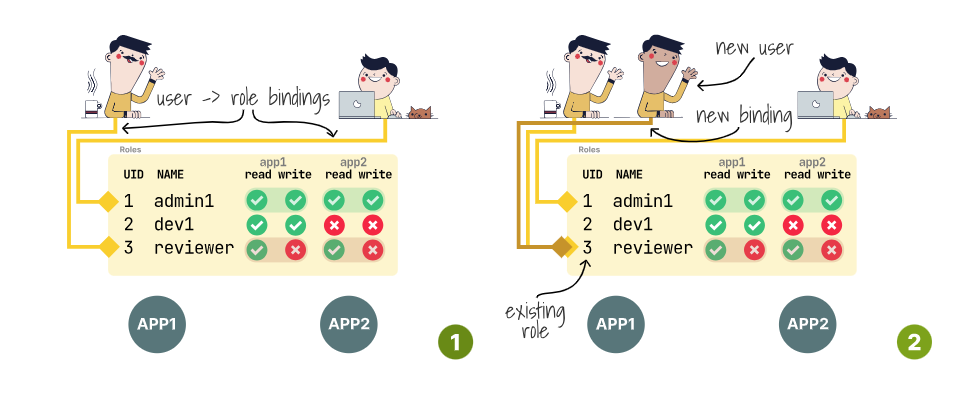 user -> role bindings
Roles
app1 app2
UID NAME read write read write
1 admin1
2 dev1
3 reviewer
APP1 APP2
1
new user
new binding
Roles
app1 app2
UID NAME read write read write
1 admin1
2 dev1
3 reviewer
existing
role
APP1 APP2
2